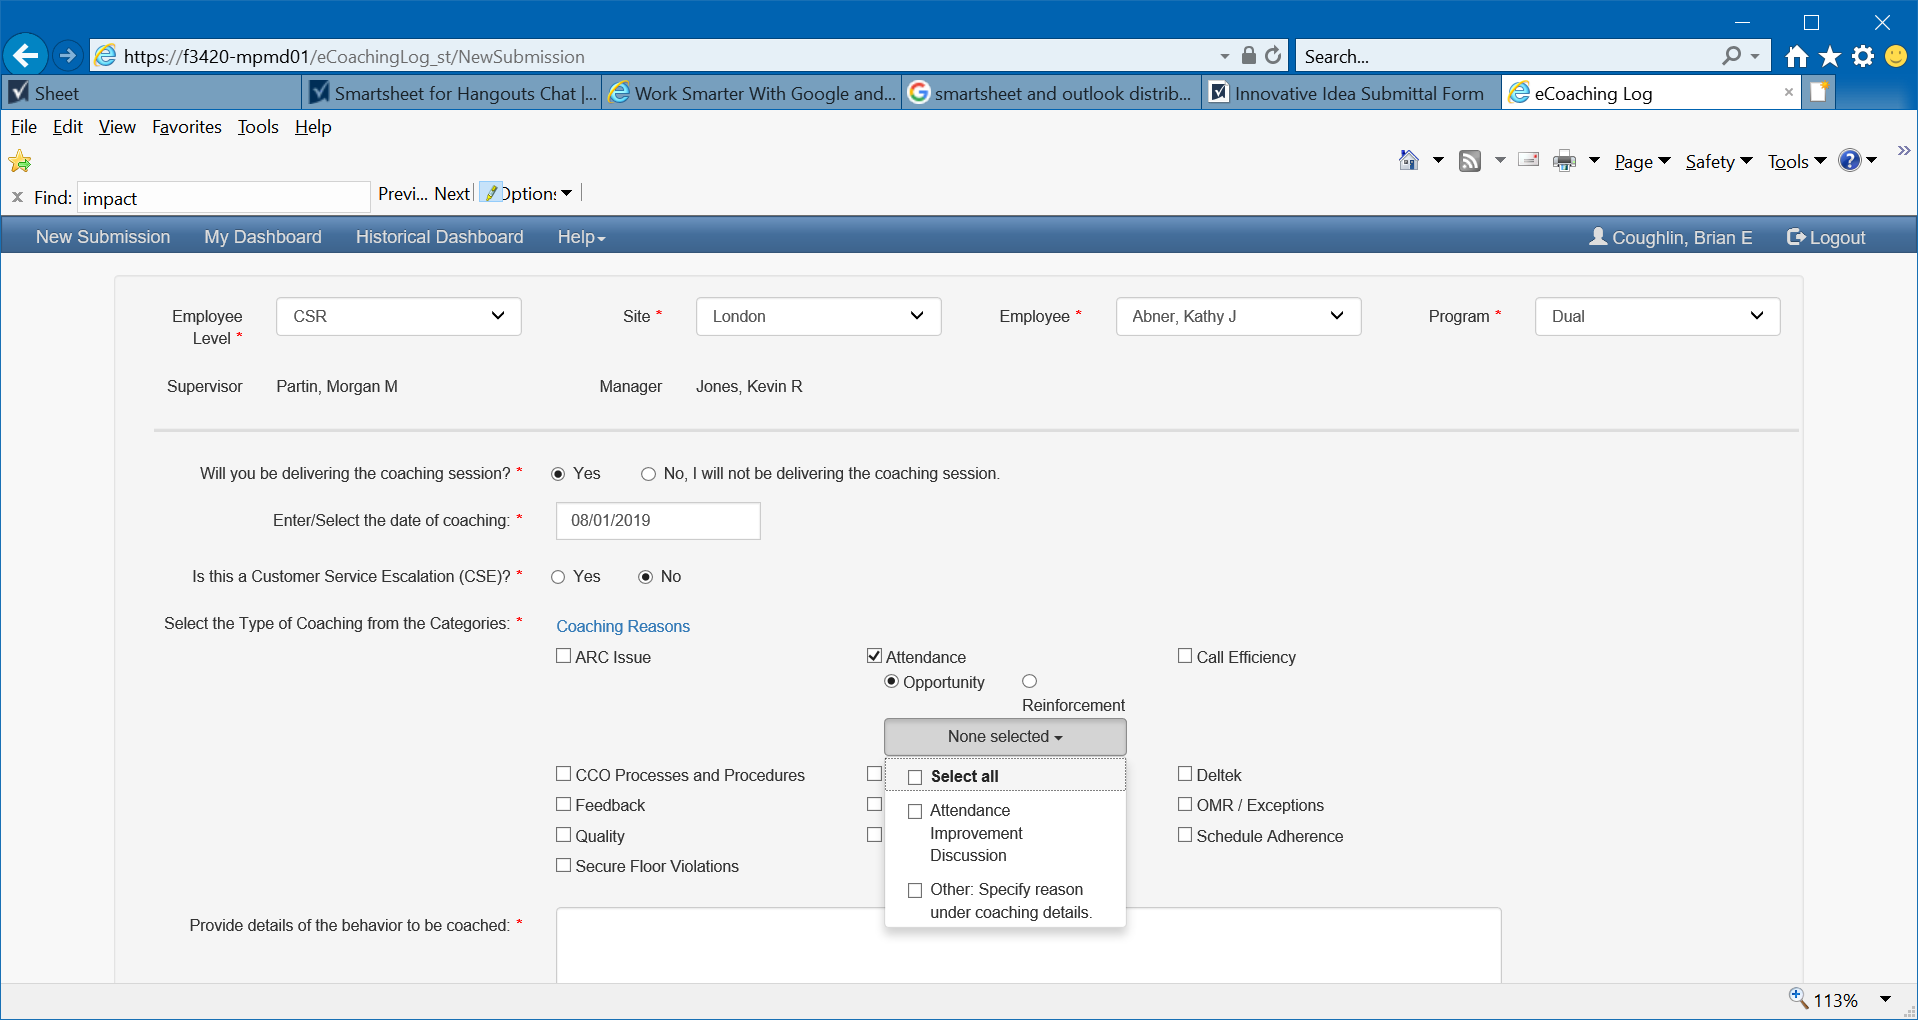 https://f3420-mpmd01/eCoachingLog_st/NewSubmission
Search...
Sheet
Smartsheet for Hangouts Chat |...
Work Smarter With Google and...
smartsheet and outlook distrib...
Innovative Idea Submittal Form
eCoaching Log
File Edit View Favorites Tools Help
Page Safety Tools
x Find: impact Previ... Next Options
New Submission My Dashboard Historical Dashboard Help Coughlin, Brian E Logout
Employee Level * CSR
Site * London
Employee * Abner, Kathy J
Program * Dual
Supervisor Partin, Morgan M
Manager Jones, Kevin R
Will you be delivering the coaching session? * Yes No, I will not be delivering the coaching session.
Enter/Select the date of coaching: * 08/01/2019
Is this a Customer Service Escalation (CSE)? * Yes No
Select the Type of Coaching from the Categories: * Coaching Reasons
ARC Issue Attendance Call Efficiency
Opportunity
Reinforcement
None selected
Select all
Attendance
Improvement
Discussion
Other: Specify reason
under coaching details.
CCO Processes and Procedures Deltek
Feedback OMR / Exceptions
Quality Schedule Adherence
Secure Floor Violations
Provide details of the behavior to be coached: *
113%